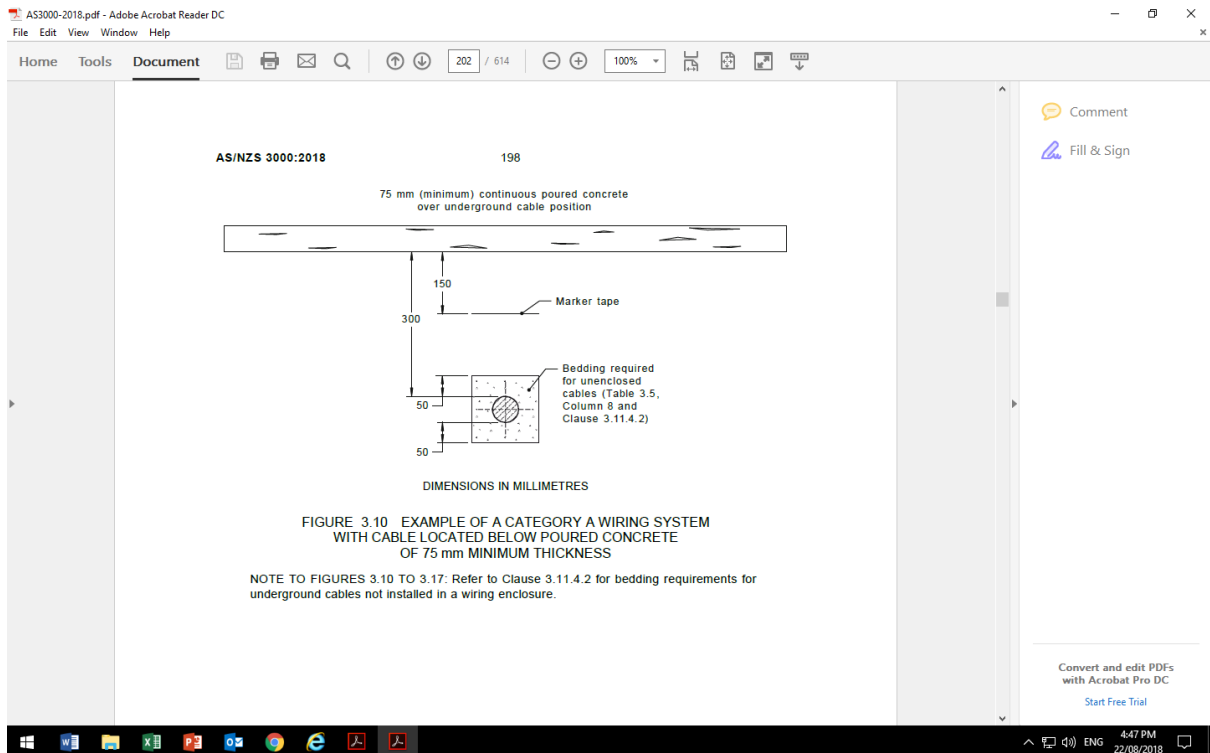 AS3000-2018.pdf - Adobe Acrobat Reader DC
File Edit View Window Help
Home Tools Document 202 / 614 100%
Comment
Fill & Sign
AS/NZS 3000:2018 198
75 mm (minimum) continuous poured concrete
over underground cable position
150
Marker tape
300
Bedding required
for unenclosed
cables (Table 3.5,
Column 8 and
Clause 3.11.4.2)
50
50
DIMENSIONS IN MILLIMETRES
FIGURE 3.10 EXAMPLE OF A CATEGORY A WIRING SYSTEM
WITH CABLE LOCATED BELOW POURED CONCRETE
OF 75 mm MINIMUM THICKNESS
NOTE TO FIGURES 3.10 TO 3.17: Refer to Clause 3.11.4.2 for bedding requirements for
underground cables not installed in a wiring enclosure.
Convert and edit PDFs
with Acrobat Pro DC
Start Free Trial
ENG
4:47 PM
22/08/2018